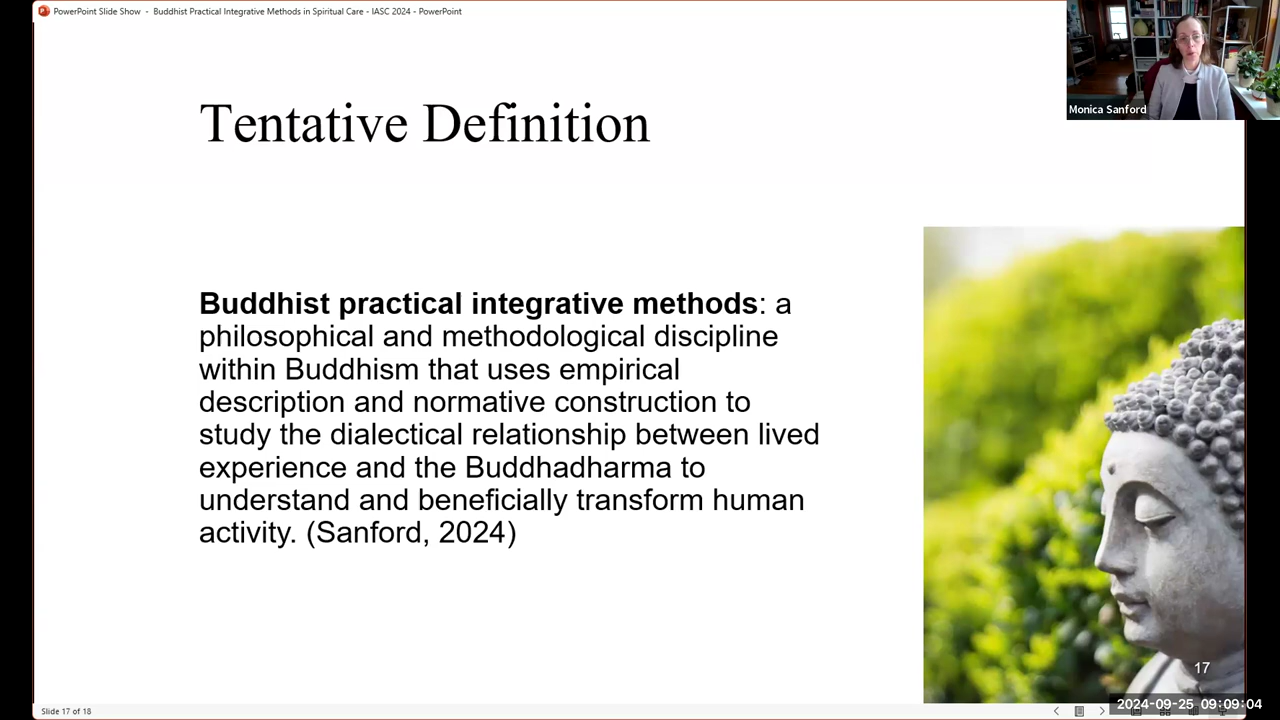 PowerPoint Slide Show - Buddhist Practical Integrative Methods in Spiritual Care - IASC 2024 - PowerPoint
Monica Sanford
Tentative Definition
Buddhist practical integrative methods: a
philosophical and methodological discipline
within Buddhism that uses empirical
description and normative construction to
study the dialectical relationship between lived
experience and the Buddhadharma to
understand and beneficially transform human
activity. (Sanford, 2024)
17
Slide 17 of 18
2024-09-25 09:09:04